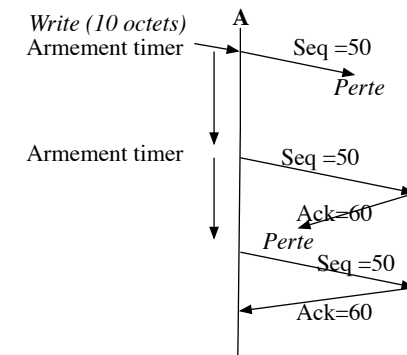 A
Write (10 octets)
Armement timer
Seq =50
Perte
Armement timer
Seq =50
Ack=60
Perte
Seq =50
Ack=60